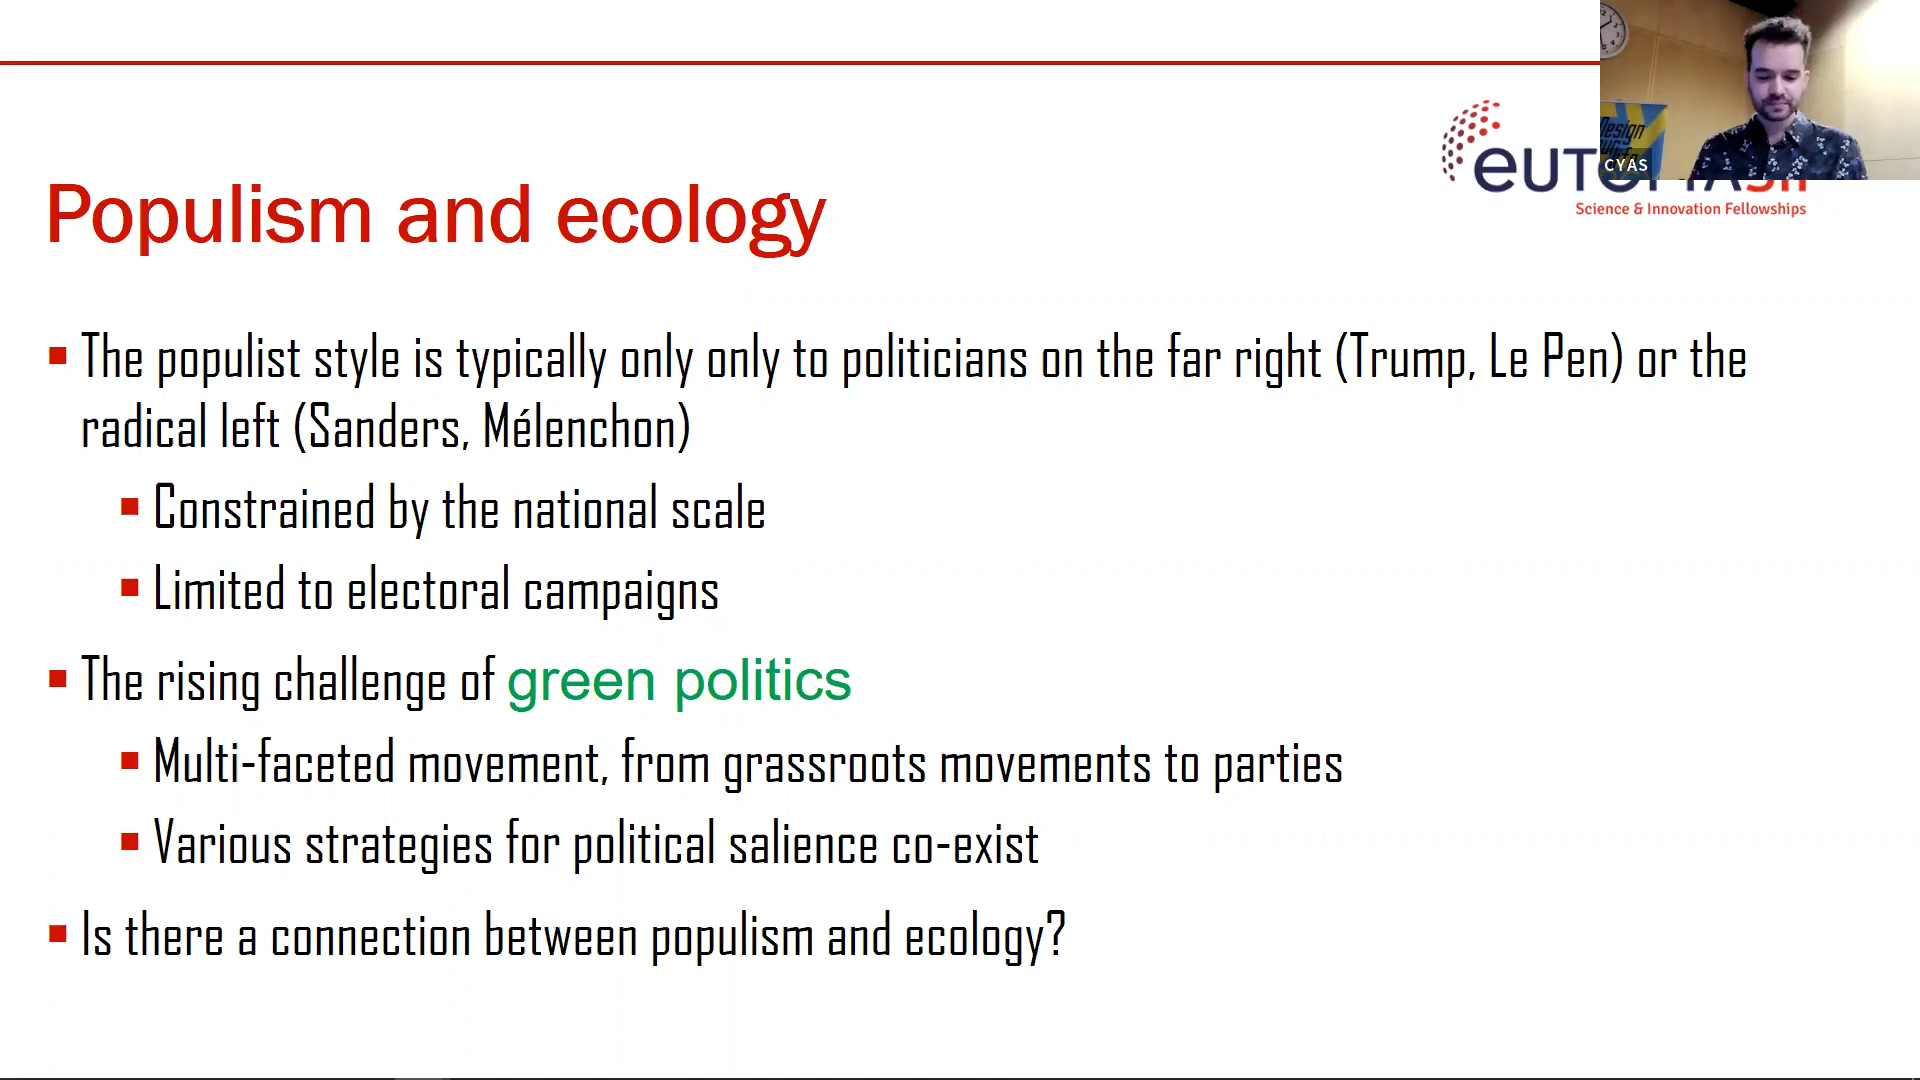 Populism and ecology
The populist style is typically only only to politicians on the far right (Trump, Le Pen) or the
radical left (Sanders, Mélenchon)
Constrained by the national scale
Limited to electoral campaigns
The rising challenge of green politics
Multi-faceted movement, from grassroots movements to parties
Various strategies for political salience co-exist
Is there a connection between populism and ecology?
Science & Innovation Fellowships
Design
CYAS